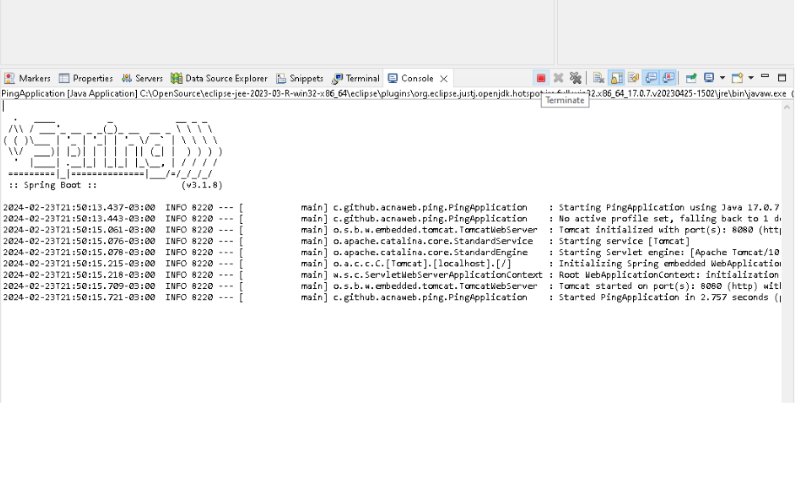 Markers Properties Servers Data Source Explorer Snippets Terminal Console
PingApplication [Java Application] C:\OpenSource\eclipse-jee-2023-03-R-win32-x86_64\eclipse\plugins\org.eclipse.justj.openjdk.hotspot x86_64_17.0.7.v20230425-1502\jre\bin\javaw.exe (
Terminate
:: Spring Boot :: (v3.1.8)
2024-02-23T21:50:13.437-03:00 INFO 8220 --- [ main] c.github.acnaweb.ping.PingApplication : Starting PingApplication using Java 17.0.7
2024-02-23T21:50:13.443-03:00 INFO 8220 --- [ main] c.github.acnaweb.ping.PingApplication : No active profile set, falling back to 1 d
2024-02-23T21:50:15.061-03:00 INFO 8220 --- [ main] o.s.b.w.embedded.tomcat.TomcatWebServer : Tomcat initialized with port(s): 8080 (http
2024-02-23T21:50:15.076-03:00 INFO 8220 --- [ main] o.apache.catalina.core.StandardService : Starting service [Tomcat]
2024-02-23T21:50:15.078-03:00 INFO 8220 --- [ main] o.apache.catalina.core.StandardEngine : Starting Servlet engine: [Apache Tomcat/10
2024-02-23T21:50:15.215-03:00 INFO 8220 --- [ main] o.a.c.c.C.[Tomcat].[localhost].[/] : Initializing Spring embedded WebApplication
2024-02-23T21:50:15.218-03:00 INFO 8220 --- [ main] w.s.c.ServletWebServerApplicationContext : Root WebApplicationContext: initialization
2024-02-23T21:50:15.709-03:00 INFO 8220 --- [ main] o.s.b.w.embedded.tomcat.TomcatWebServer : Tomcat started on port(s): 8080 (http) wit
2024-02-23T21:50:15.721-03:00 INFO 8220 --- [ main] c.github.acnaweb.ping.PingApplication : Started PingApplication in 2.757 seconds (